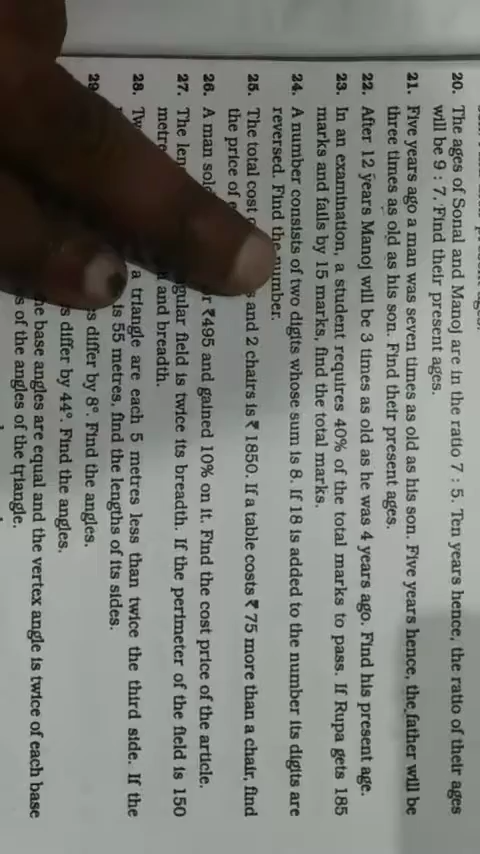 20. The ages of Sonal and Manoj are in the ratio 7 : 5. Ten years hence, the ratio of their ages
will be 9 : 7. Find their present ages.
21. Five years ago a man was seven times as old as his son. Five years hence, the father will be
three times as old as his son. Find their present ages.
22. After 12 years Manoj will be 3 times as old as he was 4 years ago. Find his present age.
23. In an examination, a student requires 40% of the total marks to pass. If Rupa gets 185
marks and fails by 15 marks, find the total marks.
24. A number consists of two digits whose sum is 8. If 18 is added to the number its digits are
reversed. Find the number.
25. The total cost and 2 chairs is ₹ 1850. If a table costs ₹ 75 more than a chair, find
the price of
26. A man sold ₹495 and gained 10% on it. Find the cost price of the article.
27. The field is twice its breadth. If the perimeter of the field is 150
metre and breadth.
28. a triangle are each 5 metres less than twice the third side. If the
is 55 metres, find the lengths of its sides.
29. differ by 8°. Find the angles.
differ by 44°. Find the angles.
base angles are equal and the vertex angle is twice of each base
of the angles of the triangle.